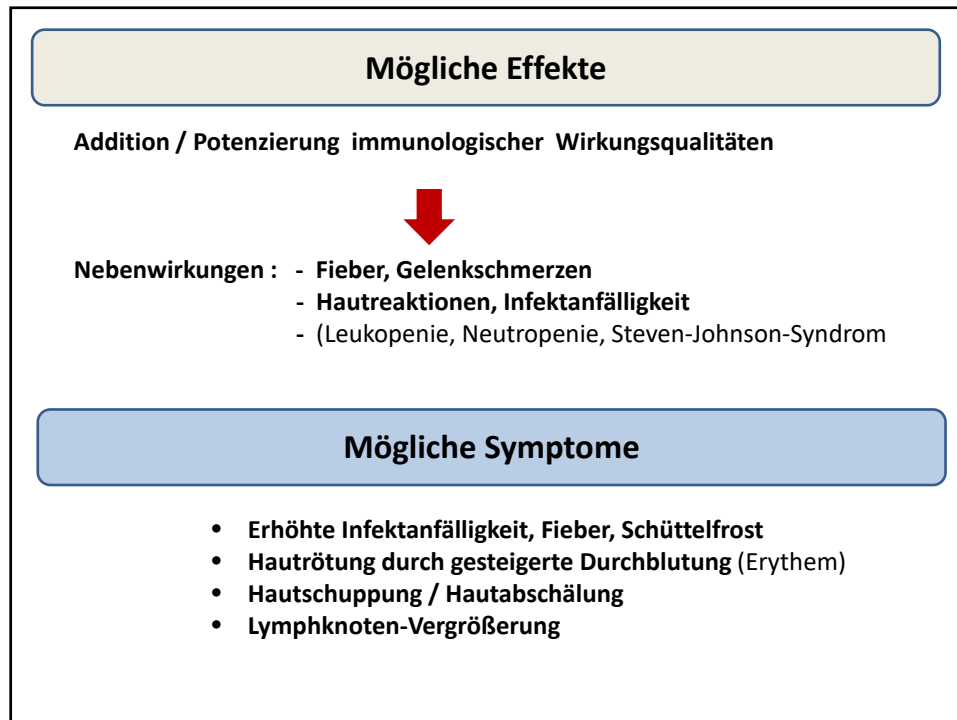 Mögliche Effekte
Addition / Potenzierung immunologischer Wirkungsqualitäten
Nebenwirkungen : - Fieber, Gelenkschmerzen
- Hautreaktionen, Infektanfälligkeit
- (Leukopenie, Neutropenie, Steven-Johnson-Syndrom
Mögliche Symptome
• Erhöhte Infektanfälligkeit, Fieber, Schüttelfrost
• Hautrötung durch gesteigerte Durchblutung (Erythem)
• Hautschuppung / Hautabschälung
• Lymphknoten-Vergrößerung